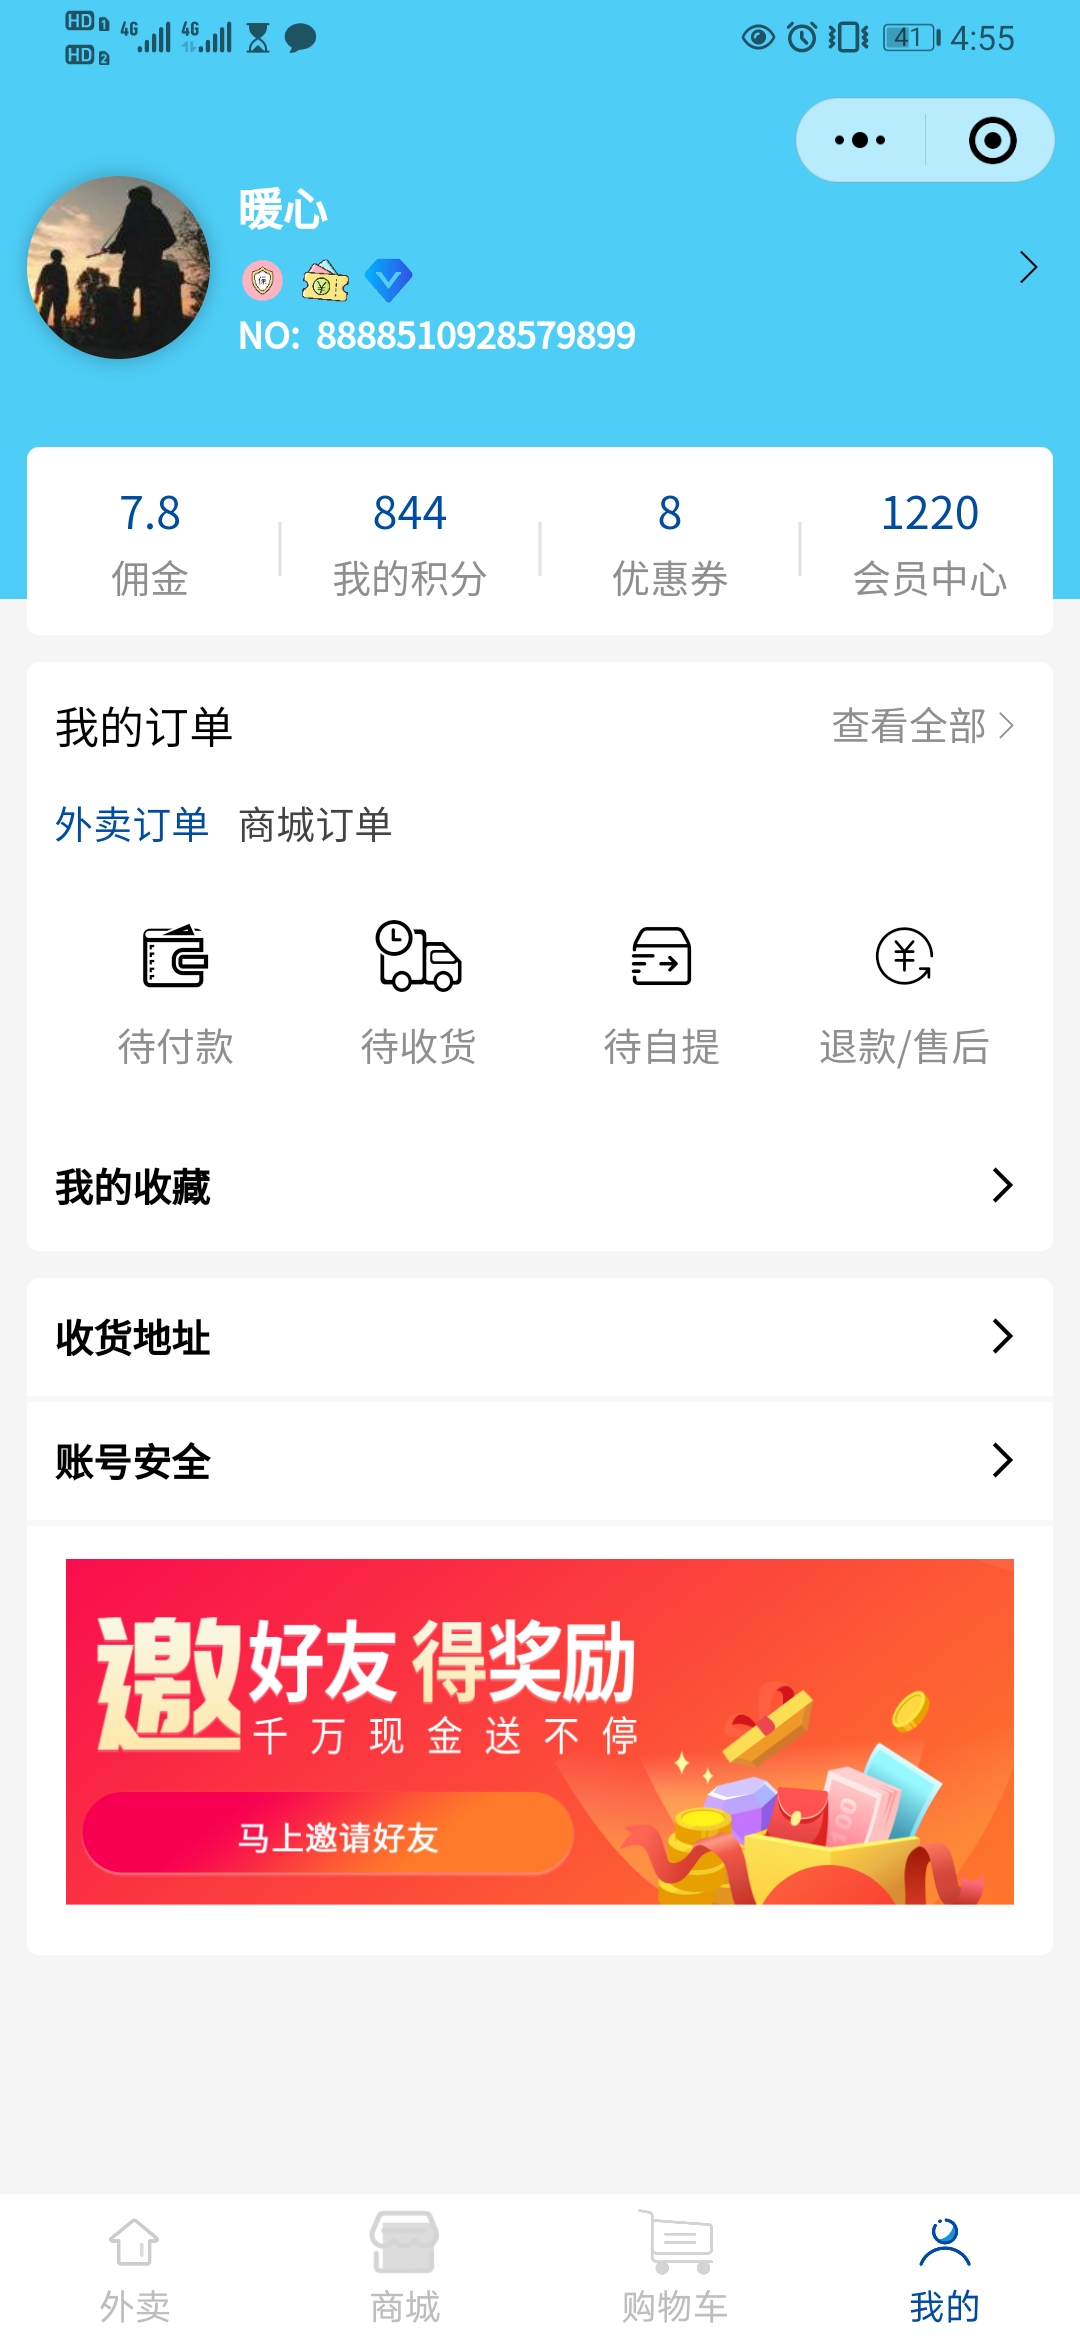 HD 1 4G 4G 41 4:55
HD 2
暖心
NO: 8888510928579899
7.8 844 8 1220
佣金 我的积分 优惠券 会员中心
我的订单 查看全部
外卖订单 商城订单
待付款 待收货 待自提 退款/售后
我的收藏
收货地址
账号安全
邀好友得奖励
千万现金送不停
马上邀请好友
100
外卖 商城 购物车 我的